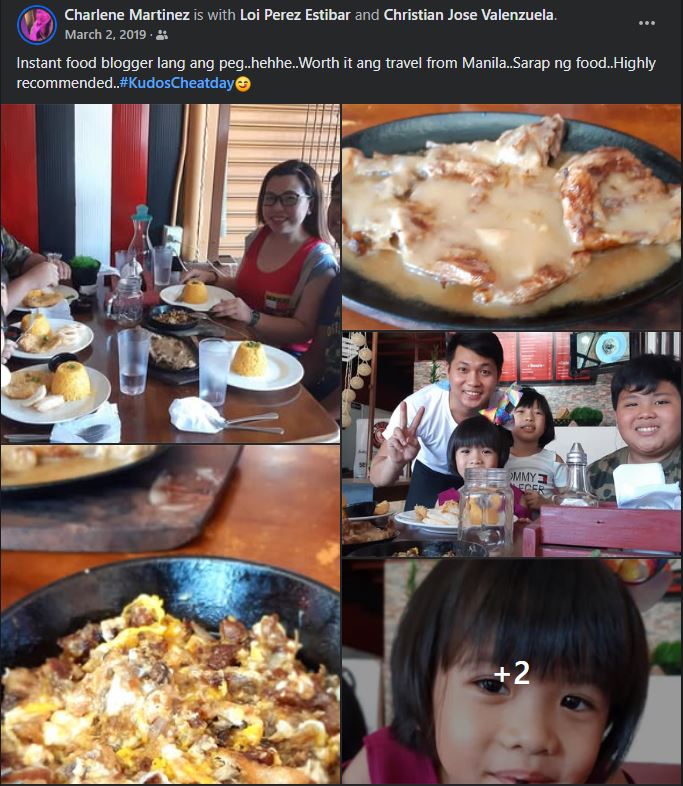 Charlene Martinez is with Loi Perez Estibar and Christian Jose Valenzuela.
March 2, 2019 ·
Instant food blogger lang ang peg..hehhe..Worth it ang travel from Manila..Sarap ng food..Highly
recommended..#KudosCheatday😋
TOMMY
+2